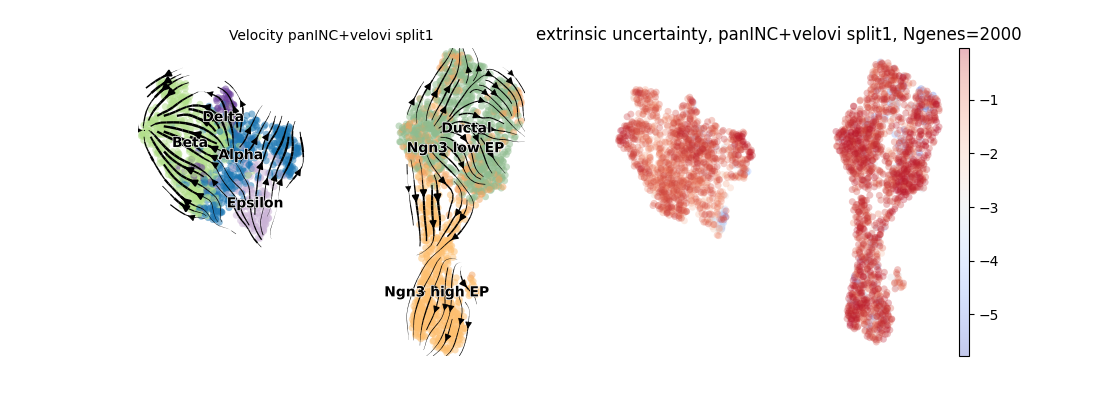 Velocity panINC+velovi split1
extrinsic uncertainty, panINC+velovi split1, Ngenes=2000
Delta
Beta
Alpha
Epsilon
Ductal
Ngn3 low EP
Ngn3 high EP
−1
−2
−3
−4
−5